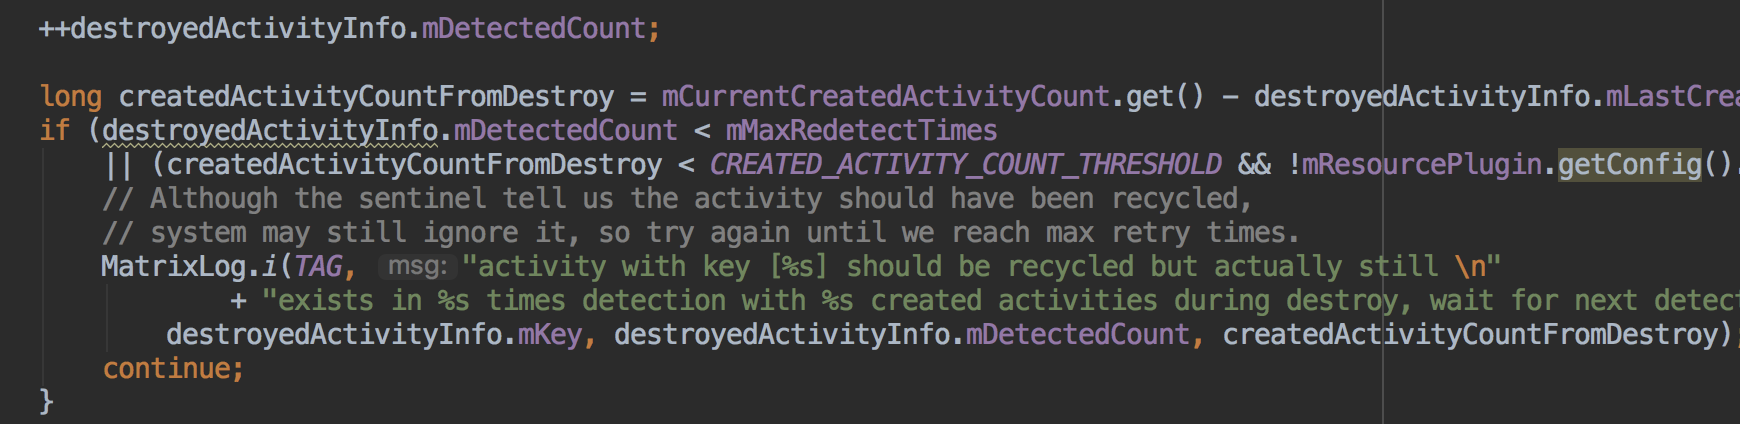 ++destroyedActivityInfo.mDetectedCount;
long createdActivityCountFromDestroy = mCurrentCreatedActivityCount.get() - destroyedActivityInfo.mLastCrea
if (destroyedActivityInfo.mDetectedCount < mMaxRedetectTimes
|| (createdActivityCountFromDestroy < CREATED_ACTIVITY_COUNT_THRESHOLD && !mResourcePlugin.getConfig().
// Although the sentinel tell us the activity should have been recycled,
// system may still ignore it, so try again until we reach max retry times.
MatrixLog.i(TAG, msg: "activity with key [%s] should be recycled but actually still \n"
+ "exists in %s times detection with %s created activities during destroy, wait for next detect
destroyedActivityInfo.mKey, destroyedActivityInfo.mDetectedCount, createdActivityCountFromDestroy);
continue;
}